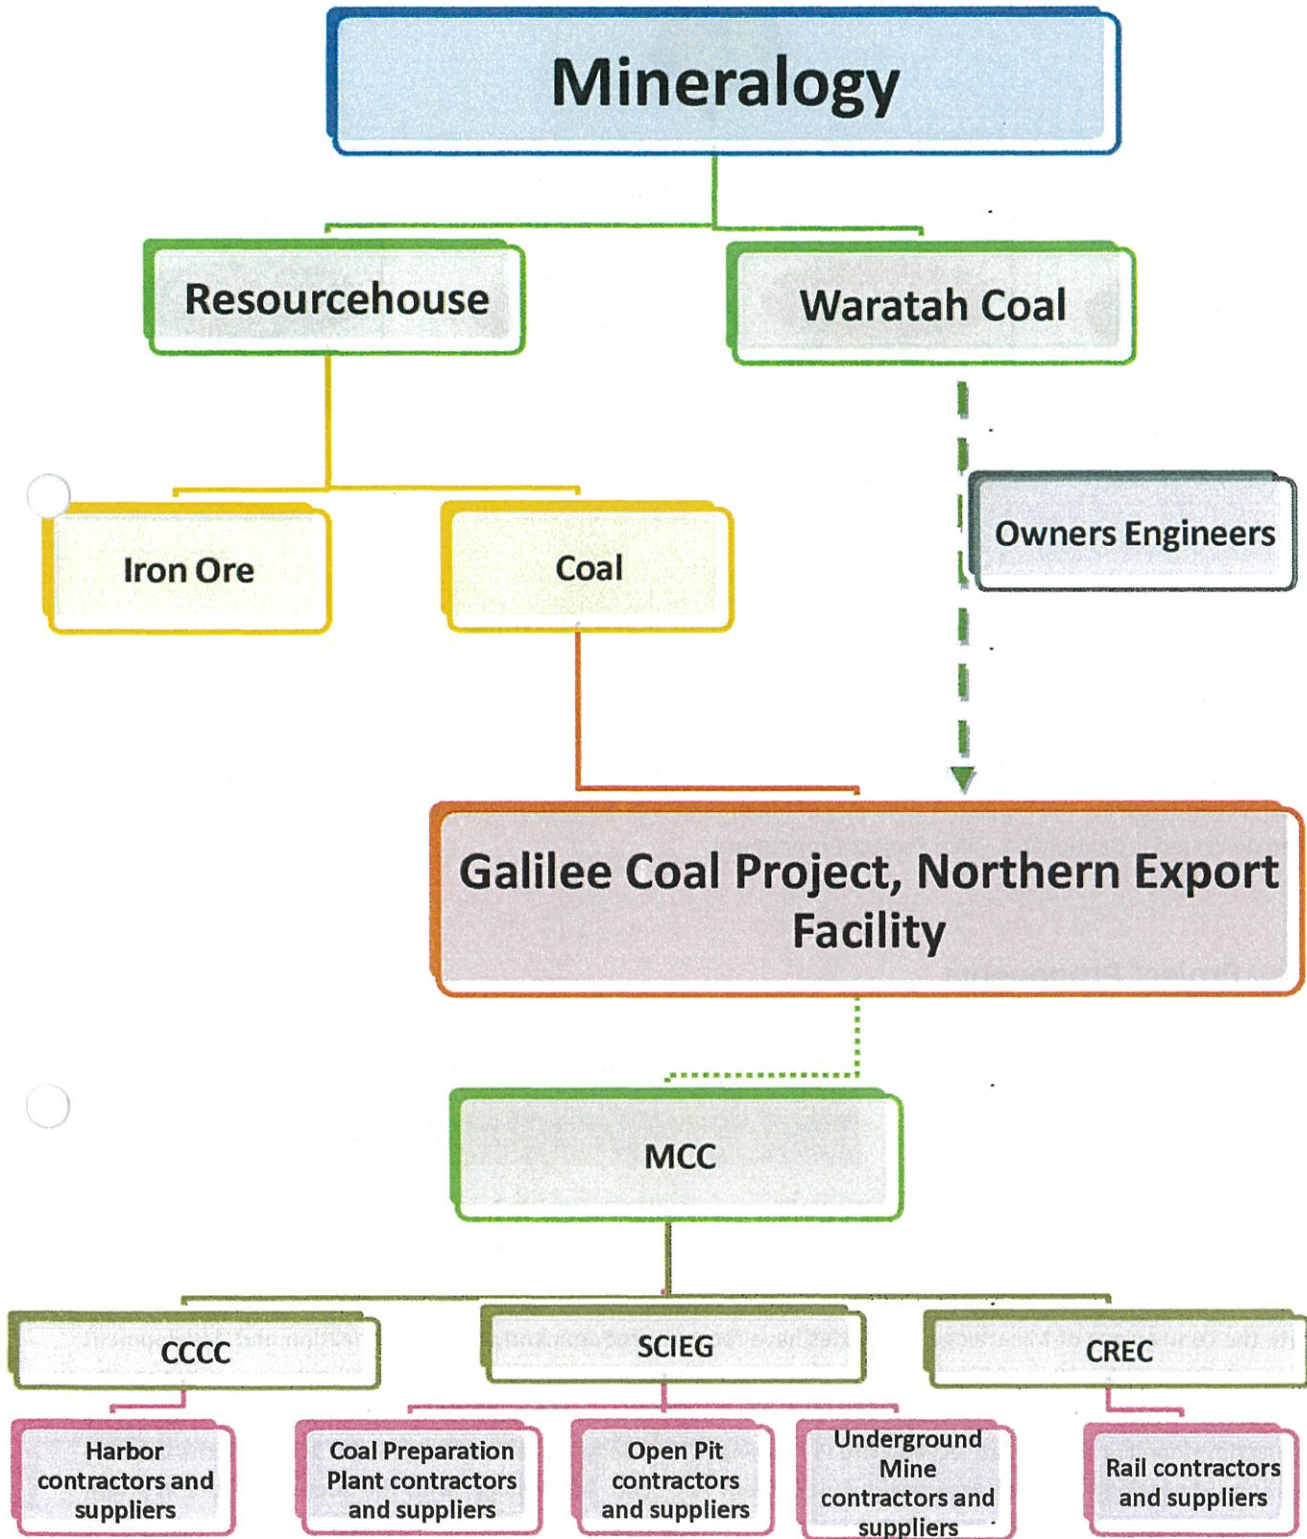 Mineralogy
Resourcehouse
Waratah Coal
Owners Engineers
Iron Ore
Coal
Galilee Coal Project, Northern Export
Facility
MCC
CCCC
SCIEG
CREC
Harbor
contractors and
suppliers
Coal Preparation
Plant contractors
and suppliers
Open Pit
contractors
and suppliers
Underground
Mine
contractors and
suppliers
Rail contractors
and suppliers